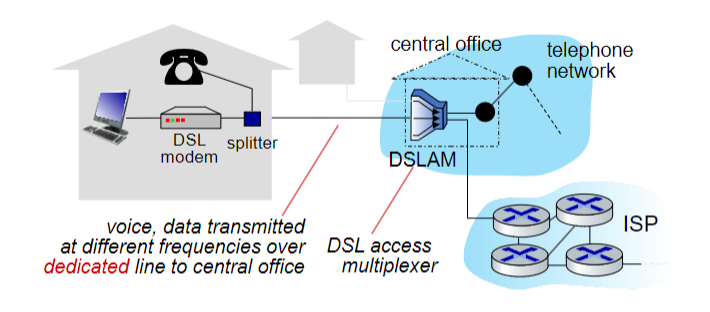 central office
telephone
network
DSL
modem
splitter
DSLAM
ISP
voice, data transmitted
at different frequencies over
dedicated line to central office
DSL access
multiplexer